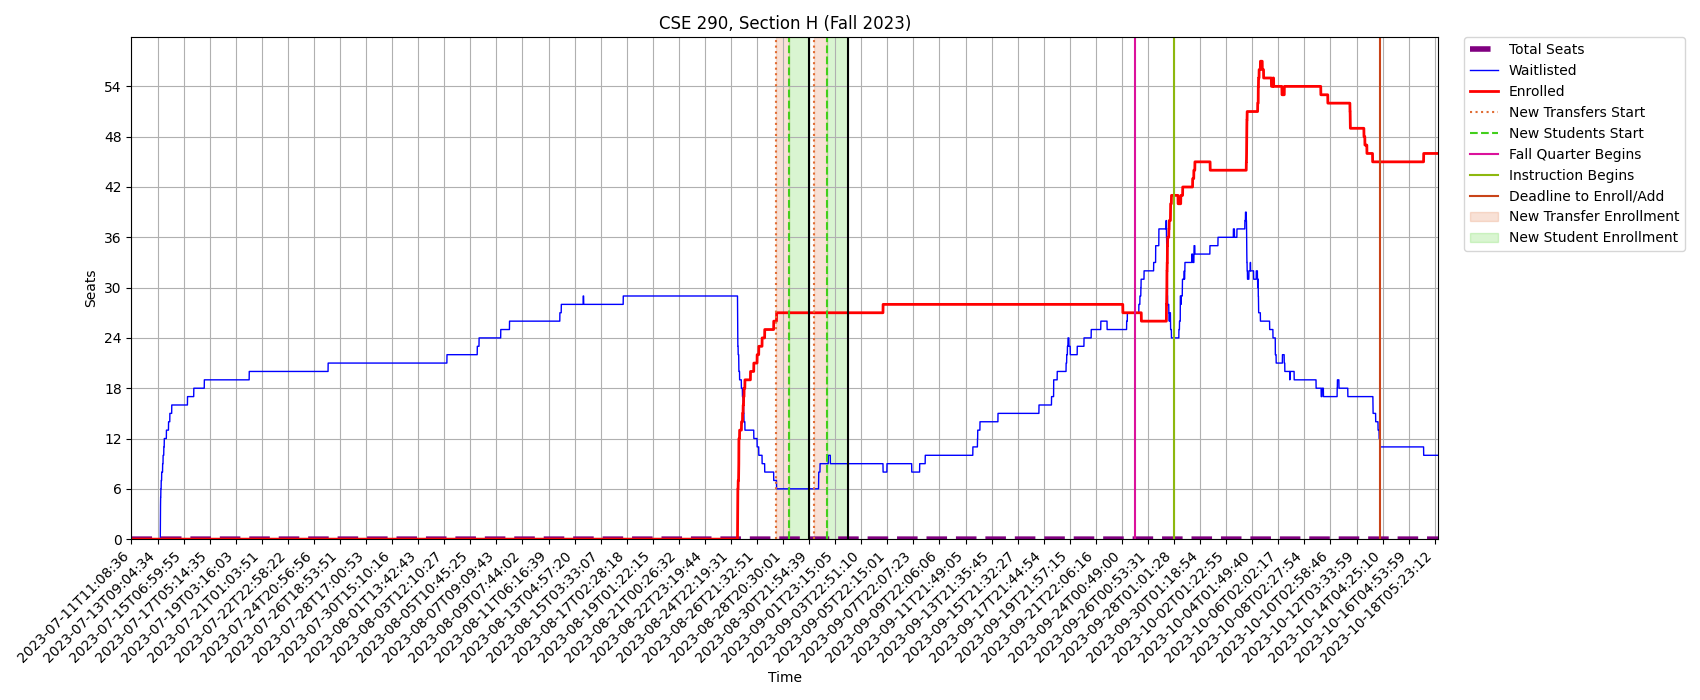 CSE 290, Section H (Fall 2023)
Seats
54
48
42
36
30
24
18
12
6
0
2023-07-11T11:08:36
2023-07-13T09:04:34
2023-07-15T06:59:55
2023-07-17T05:14:35
2023-07-19T03:16:03
2023-07-21T01:03:51
2023-07-22T22:58:22
2023-07-24T20:56:56
2023-07-26T18:53:51
2023-07-28T17:00:53
2023-07-30T15:10:16
2023-08-01T13:42:43
2023-08-03T12:10:27
2023-08-05T10:45:25
2023-08-07T09:09:43
2023-08-09T07:44:02
2023-08-11T06:16:39
2023-08-13T04:57:20
2023-08-15T03:33:07
2023-08-17T02:28:18
2023-08-19T01:22:15
2023-08-21T00:26:32
2023-08-22T23:19:44
2023-08-24T22:19:31
2023-08-26T21:32:51
2023-08-28T20:30:01
2023-08-30T21:54:39
2023-09-01T23:15:05
2023-09-03T22:51:10
2023-09-05T22:15:01
2023-09-07T22:07:23
2023-09-09T22:06:06
2023-09-11T21:49:05
2023-09-13T21:35:45
2023-09-15T21:32:27
2023-09-17T21:44:54
2023-09-19T21:57:15
2023-09-21T22:06:16
2023-09-24T00:49:00
2023-09-26T00:53:31
2023-09-28T01:01:28
2023-09-30T01:18:54
2023-10-02T01:22:55
2023-10-04T01:49:40
2023-10-06T02:02:17
2023-10-08T02:27:54
2023-10-10T02:58:46
2023-10-12T03:33:59
2023-10-14T04:25:10
2023-10-16T04:53:59
2023-10-18T05:23:12
Time
Total Seats
Waitlisted
Enrolled
New Transfers Start
New Students Start
Fall Quarter Begins
Instruction Begins
Deadline to Enroll/Add
New Transfer Enrollment
New Student Enrollment